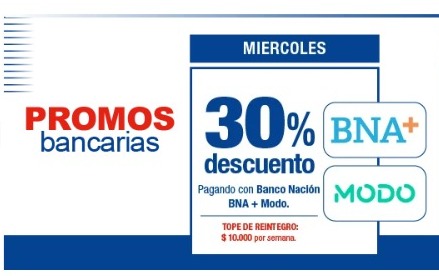 MIERCOLES
PROMOS
bancarias
30%
descuento
Pagando con Banco Nación
BNA + Modo.
TOPE DE REINTEGRO:
$ 10.000 por semana.
BNA+
MODO